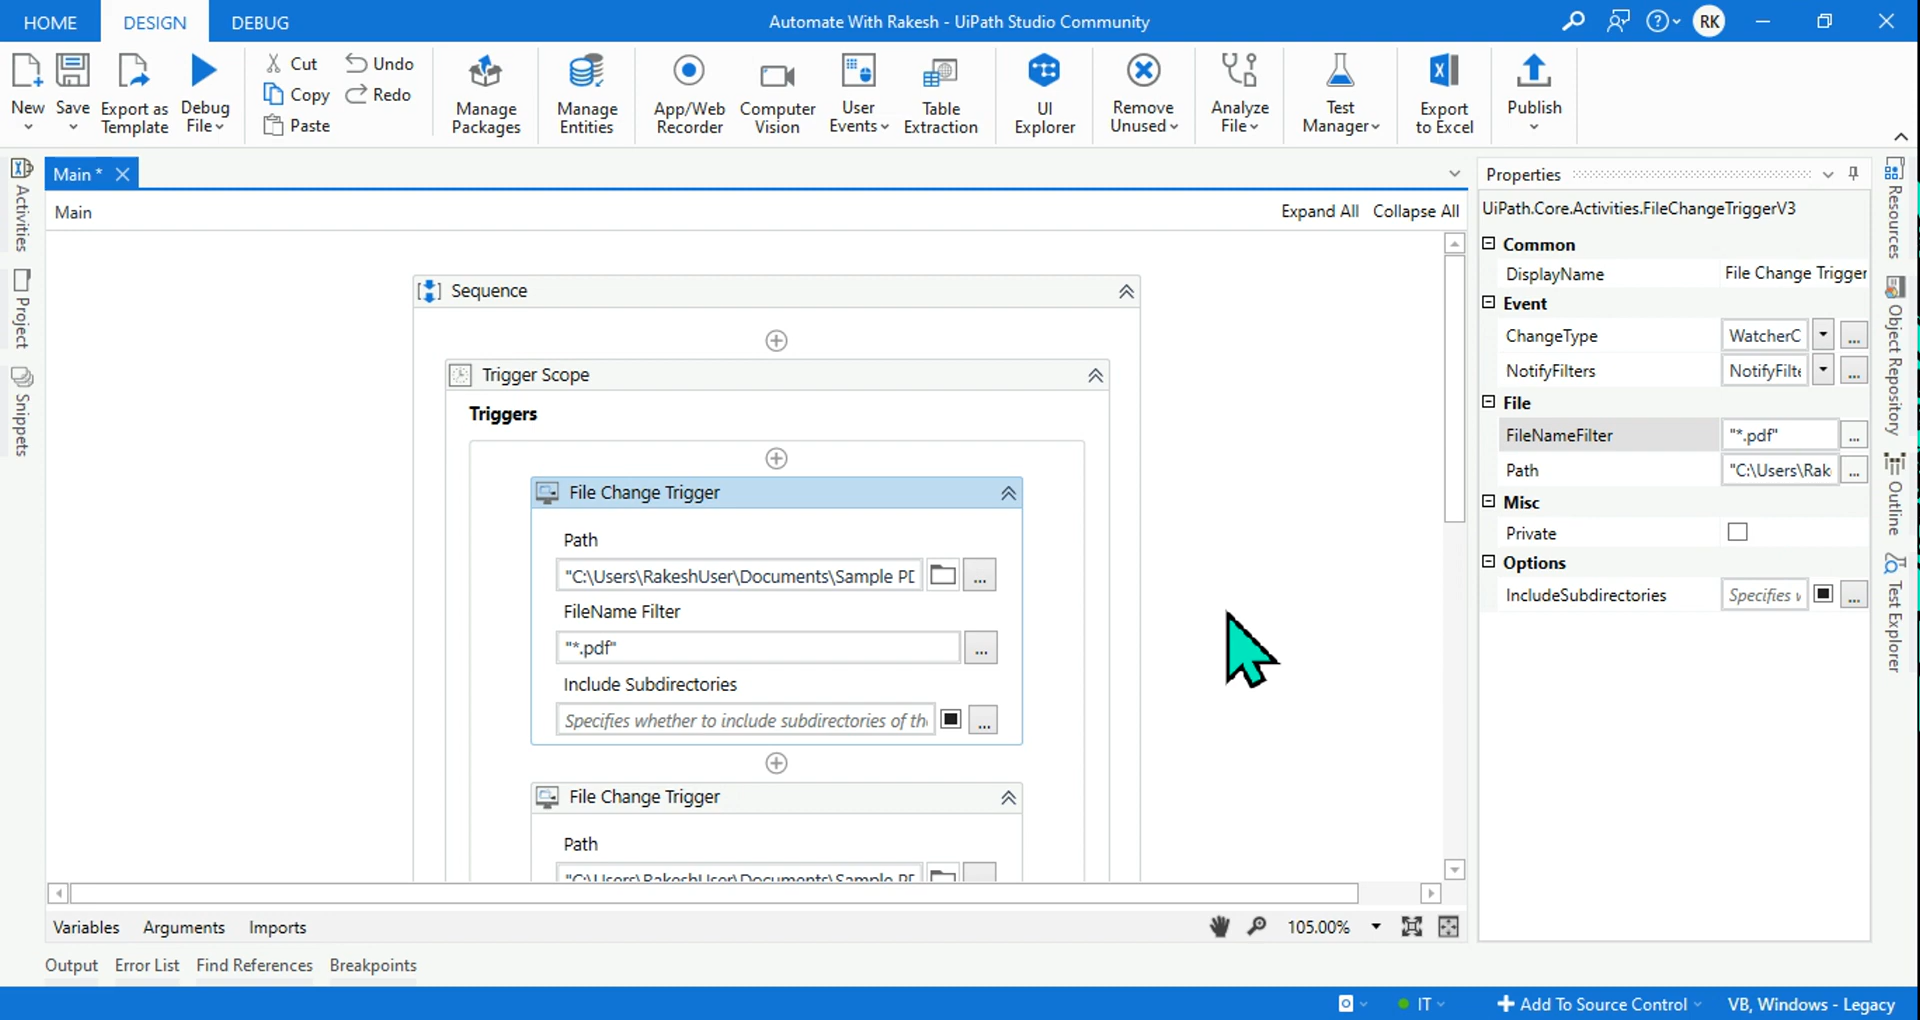 HOME DESIGN DEBUG Automate With Rakesh - UiPath Studio Community RK
New Save Export as Template Debug File
Cut Undo
Copy Redo
Paste
Manage Packages Manage Entities App/Web Recorder Computer Vision User Events Table Extraction UI Explorer Remove Unused Analyze File Test Manager Export to Excel Publish
Activities
Project
Snippets
Main *
Main Expand All Collapse All
Sequence
Trigger Scope
Triggers
File Change Trigger
Path
"C:\Users\RakeshUser\Documents\Sample PD
...
FileName Filter
"*.pdf"
...
Include Subdirectories
Specifies whether to include subdirectories of the
...
File Change Trigger
Path
"C:\Users\RakeshUser\Documents\Sample PD
Variables Arguments Imports 105.00%
Output Error List Find References Breakpoints
Properties
UiPath.Core.Activities.FileChangeTriggerV3
Common
DisplayName File Change Trigger
Event
ChangeType WatcherC ...
NotifyFilters NotifyFilte ...
File
FileNameFilter "*.pdf" ...
Path "C:\Users\Rak ...
Misc
Private
Options
IncludeSubdirectories Specifies w ...
Resources
Object Repository
Outline
Test Explorer
IT Add To Source Control VB, Windows - Legacy